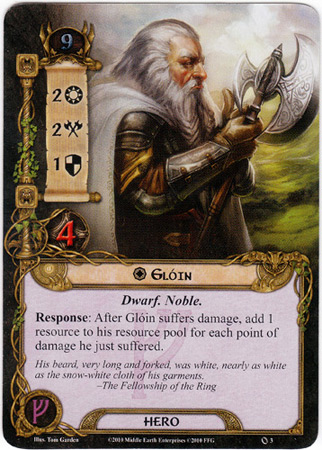 9
2
2
1
4
Glóin
Dwarf. Noble.
Response: After Glóin suffers damage, add 1
resource to his resource pool for each point of
damage he just suffered.
His beard, very long and forked, was white, nearly as white
as the snow-white cloth of his garments.
–The Fellowship of the Ring
HERO
Illus. Tom Garden ©2010 Middle Earth Enterprises ©2010 FFG 3